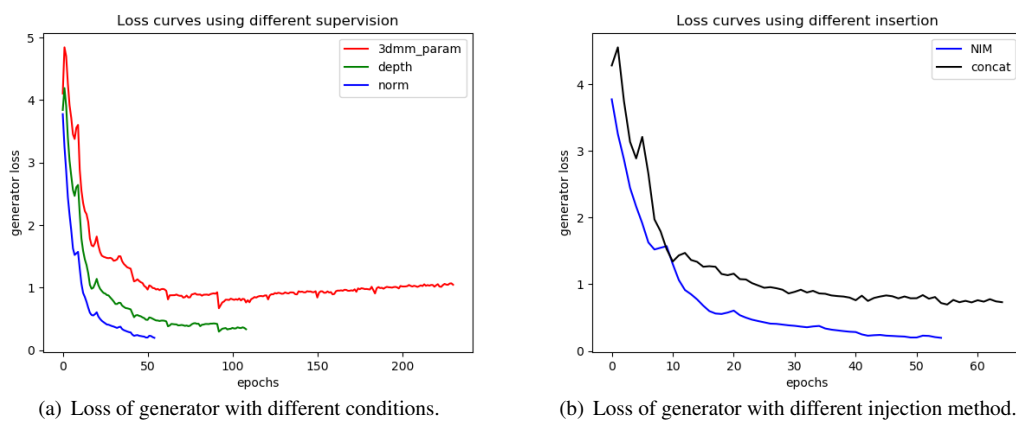 Loss curves using different supervision
5
4
3
2
1
0
generator loss
3dmm_param
depth
norm
0 50 100 150 200
epochs
(a) Loss of generator with different conditions.
Loss curves using different insertion
4
3
2
1
0
generator loss
NIM
concat
0 10 20 30 40 50 60
epochs
(b) Loss of generator with different injection method.